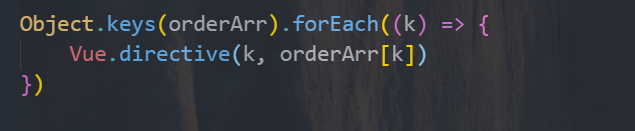 Object.keys(orderArr).forEach((k) => {
    Vue.directive(k, orderArr[k])
})